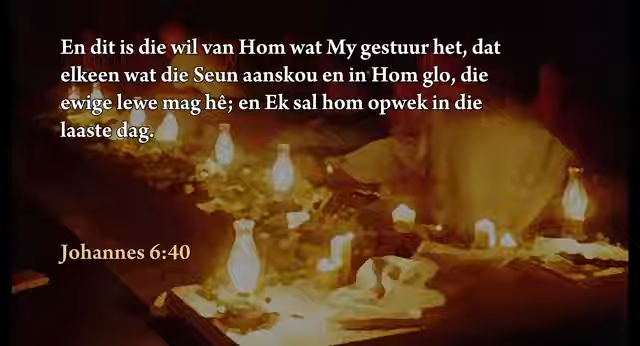 En dit is die wil van Hom wat My gestuur het, dat
elkeen wat die Seun aanskou en in Hom glo, die
ewige lewe mag hê; en Ek sal hom opwek in die
laaste dag.
Johannes 6:40